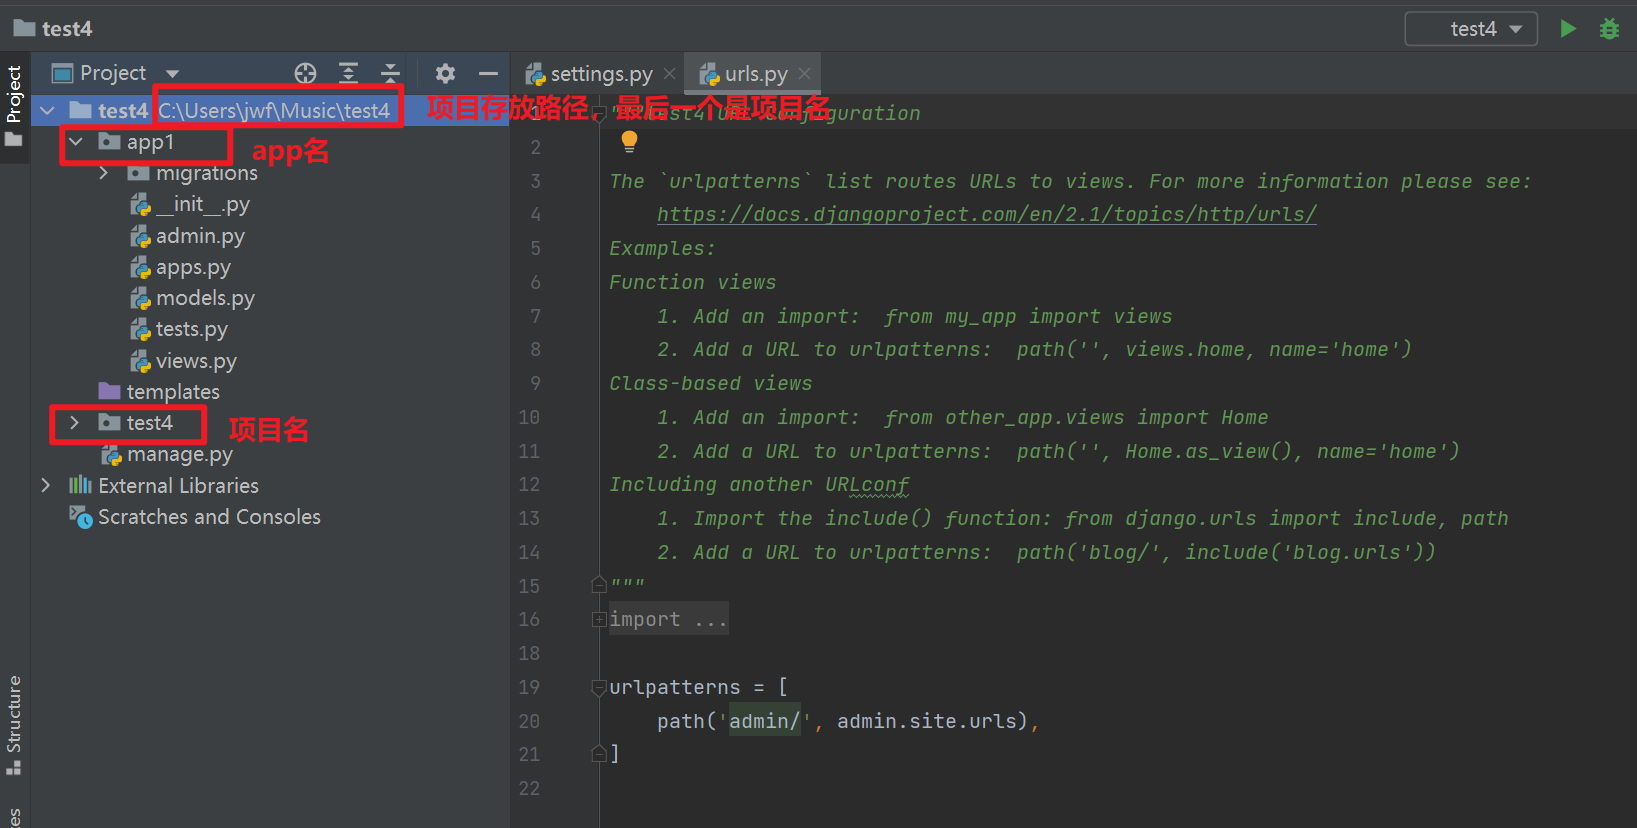 test4
test4
Project
Project
settings.py
urls.py
test4 C:\Users\jwf\Music\test4
项目存放路径，最后一个是项目名
app1
app名
migrations
__init__.py
admin.py
apps.py
models.py
tests.py
views.py
templates
test4
项目名
manage.py
External Libraries
Scratches and Consoles
Structure
1 """test4 URL Configuration
2
3 The `urlpatterns` list routes URLs to views. For more information please see:
4 https://docs.djangoproject.com/en/2.1/topics/http/urls/
5 Examples:
6 Function views
7 1. Add an import:  from my_app import views
8 2. Add a URL to urlpatterns:  path('', views.home, name='home')
9 Class-based views
10 1. Add an import:  from other_app.views import Home
11 2. Add a URL to urlpatterns:  path('', Home.as_view(), name='home')
12 Including another URLconf
13 1. Import the include() function: from django.urls import include, path
14 2. Add a URL to urlpatterns:  path('blog/', include('blog.urls'))
15 """
16 import ...
18
19 urlpatterns = [
20 path('admin/', admin.site.urls),
21 ]
22